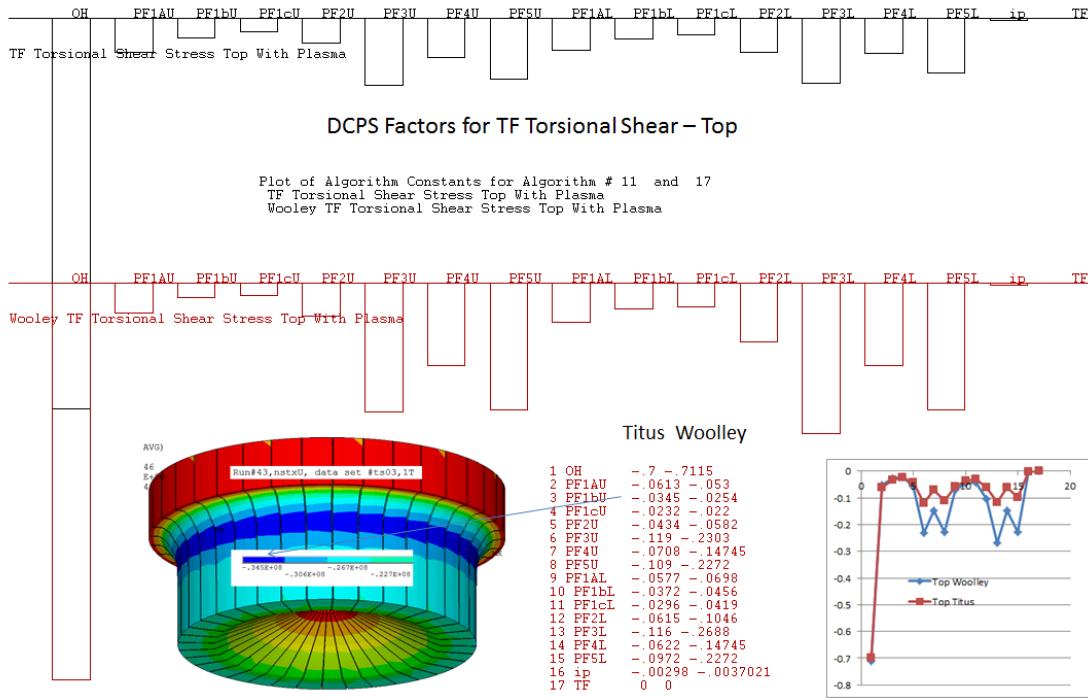 OH PF1AU PF1bU PF1cU PF2U PF3U PF4U PF5U PF1AL PF1bL PF1cL PF2L PF3L PF4L PF5L ip TF
TF Torsional Shear Stress Top With Plasma
DCPS Factors for TF Torsional Shear – Top
Plot of Algorithm Constants for Algorithm # 11 and 17
TF Torsional Shear Stress Top With Plasma
Wooley TF Torsional Shear Stress Top With Plasma
OH PF1AU PF1bU PF1cU PF2U PF3U PF4U PF5U PF1AL PF1bL PF1cL PF2L PF3L PF4L PF5L ip TF
Wooley TF Torsional Shear Stress Top With Plasma
Titus Woolley
AVG)
46
E+
4
Run#43,nstxU, data set #ts03,1T
-.345E+08 -.267E+08
-.306E+08 -.227E+08
1 OH -.7 -.7115
2 PF1AU -.0613 -.053
3 PF1bU -.0345 -.0254
4 PF1cU -.0232 -.022
5 PF2U -.0434 -.0582
6 PF3U -.119 -.2303
7 PF4U -.0708 -.14745
8 PF5U -.109 -.2272
9 PF1AL -.0577 -.0698
10 PF1bL -.0372 -.0456
11 PF1cL -.0296 -.0419
12 PF2L -.0615 -.1046
13 PF3L -.116 -.2688
14 PF4L -.0622 -.14745
15 PF5L -.0972 -.2272
16 ip -.00298 -.0037021
17 TF 0 0
0 5 10 15 20
0
-0.1
-0.2
-0.3
-0.4
-0.5
-0.6
-0.7
-0.8
Top Woolley
Top Titus